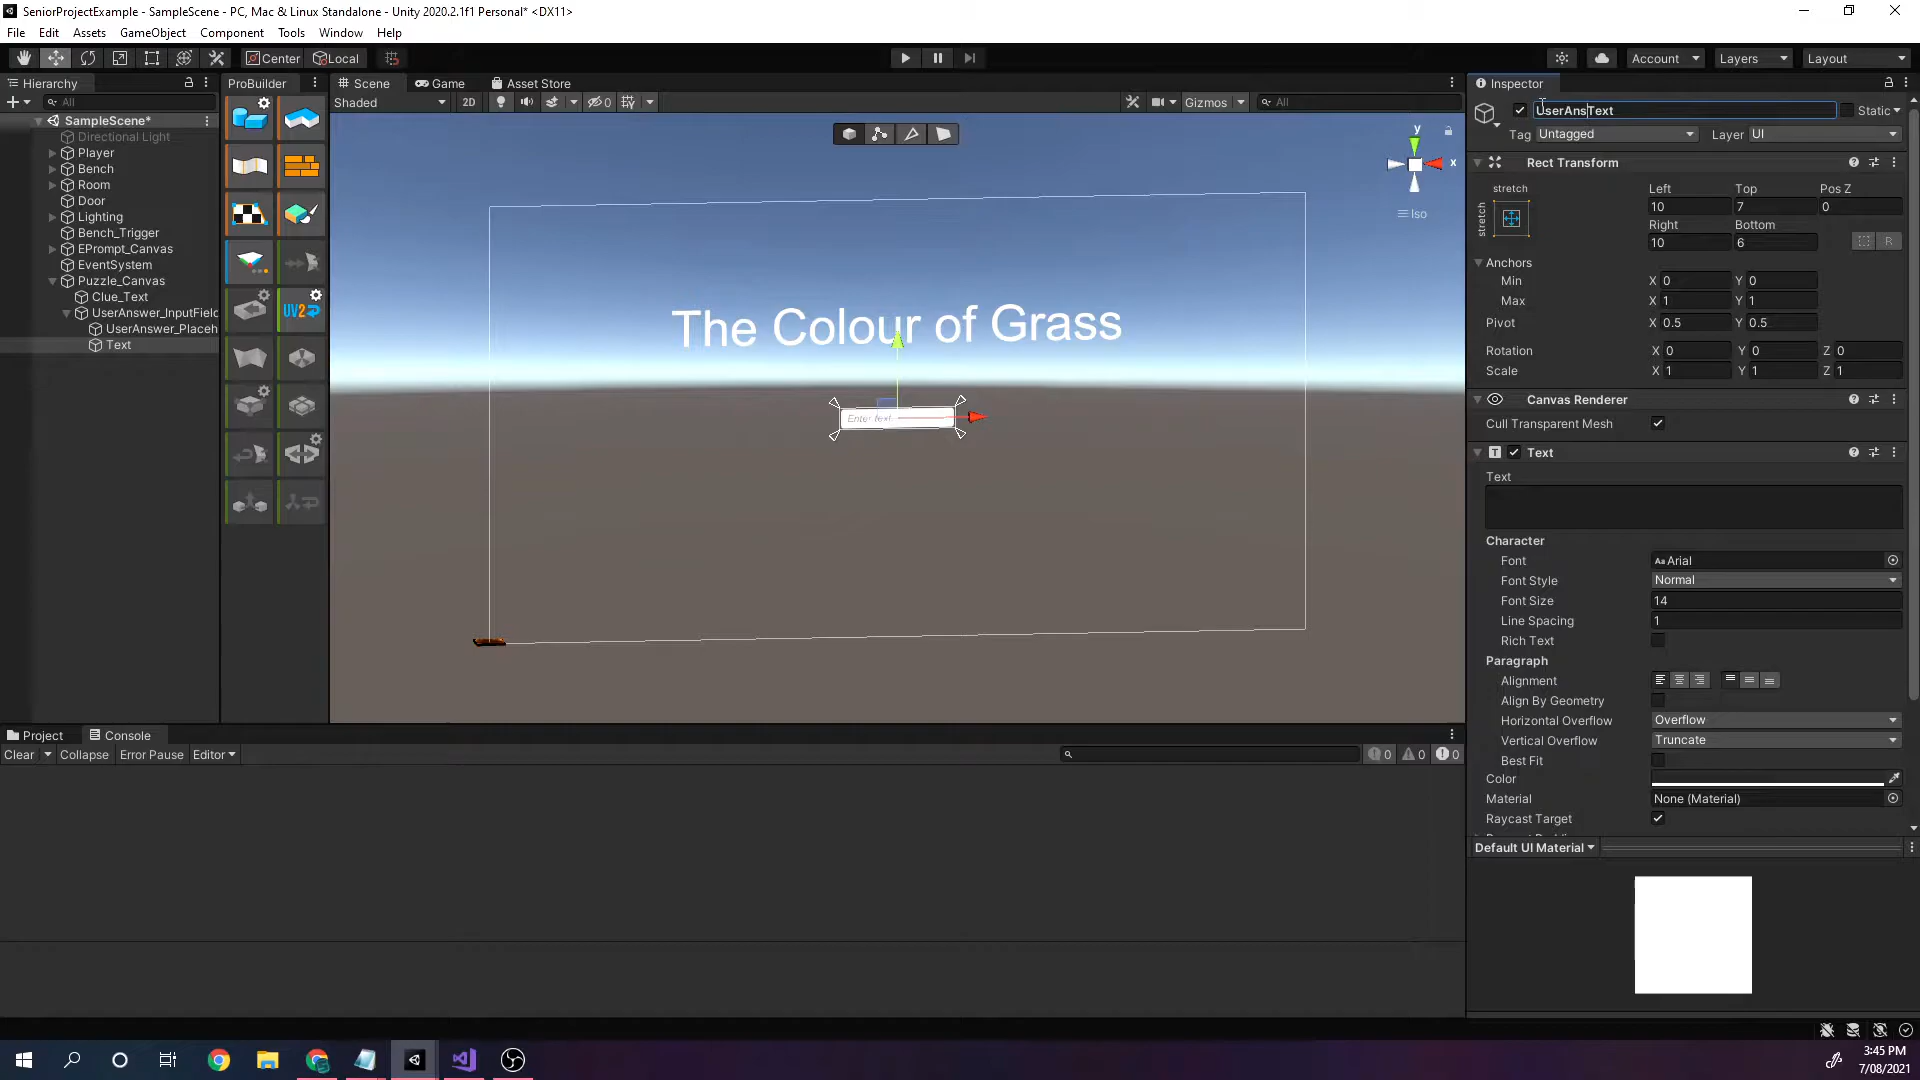 SeniorProjectExample - SampleScene - PC, Mac & Linux Standalone - Unity 2020.2.1f1 Personal* <DX11>
File Edit Assets GameObject Component Tools Window Help
Center Local Account Layers Layout
Hierarchy ProBuilder Scene Game Asset Store Inspector
All Shaded 2D 0 Gizmos All UserAnsText Static
SampleScene*
Directional Light
Player
Bench
Room
Door
Lighting
Bench_Trigger
EPrompt_Canvas
EventSystem
Puzzle_Canvas
Clue_Text
UserAnswer_InputField
UserAnswer_Placeh
Text
UV2
y
x
Iso
The Colour of Grass
Enter text...
Tag Untagged Layer UI
Rect Transform
stretch Left Top Pos Z
stretch 10 7 0
Right Bottom
10 6 R
Anchors
Min X 0 Y 0
Max X 1 Y 1
Pivot X 0.5 Y 0.5
Rotation X 0 Y 0 Z 0
Scale X 1 Y 1 Z 1
Canvas Renderer
Cull Transparent Mesh
Text
Text
Character
Font Arial
Font Style Normal
Font Size 14
Line Spacing 1
Rich Text
Paragraph
Alignment
Align By Geometry
Horizontal Overflow Overflow
Vertical Overflow Truncate
Best Fit
Color
Material None (Material)
Raycast Target
Default UI Material
Project Console
Clear Collapse Error Pause Editor 0 0 0
3:45 PM
7/08/2021